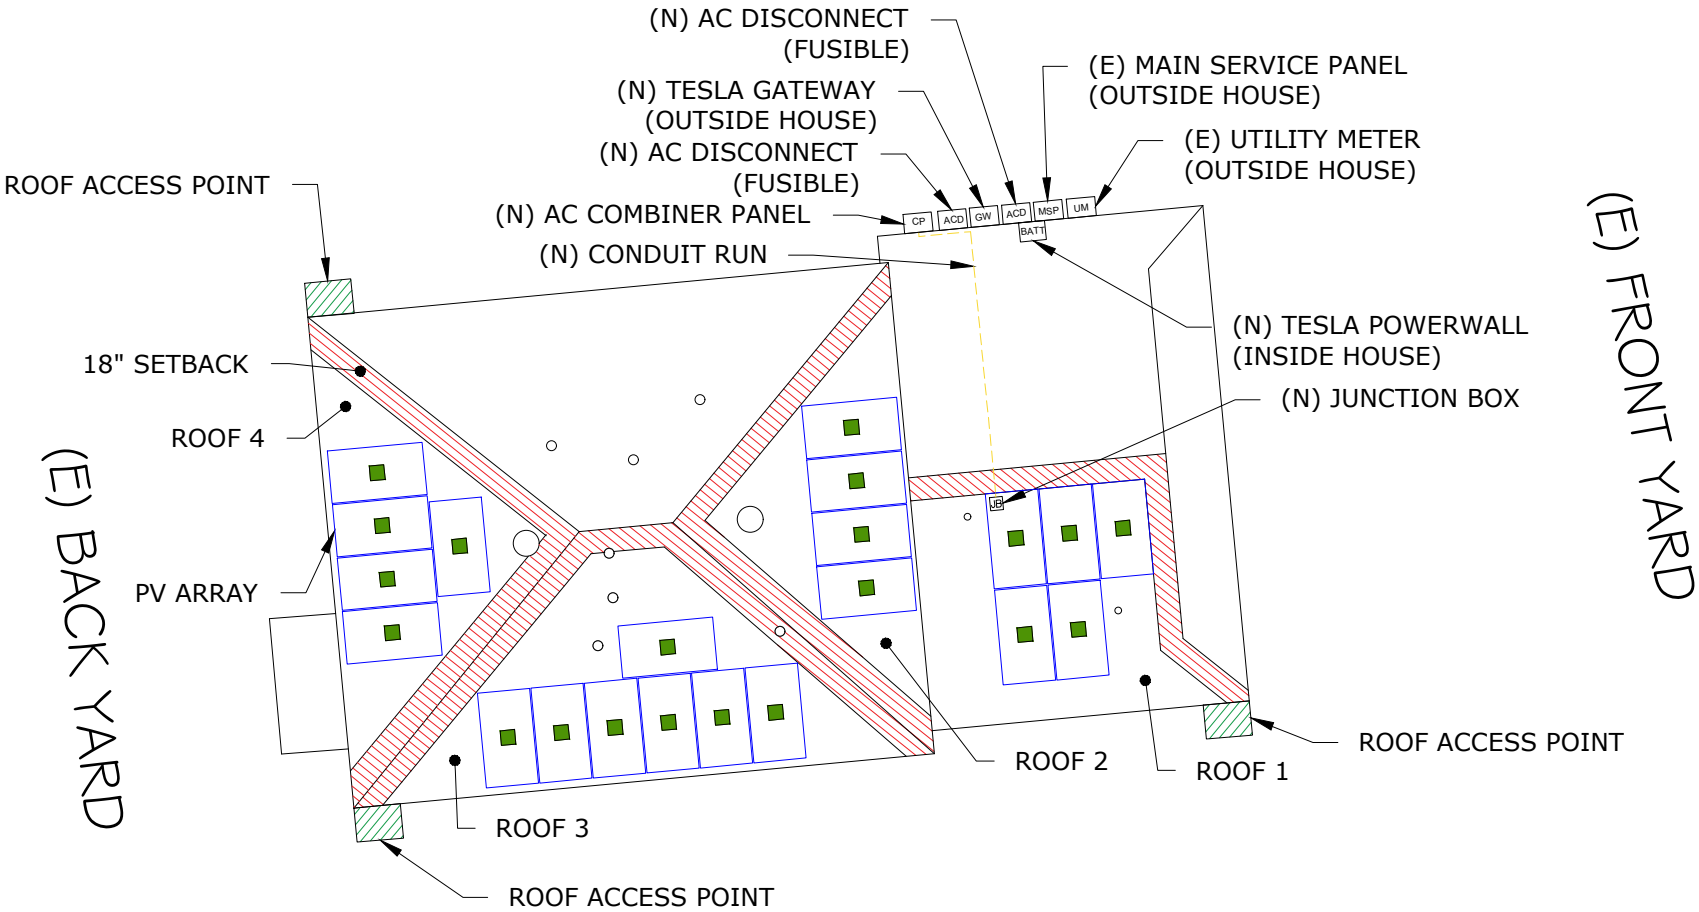 (N) AC DISCONNECT
(FUSIBLE)
(E) MAIN SERVICE PANEL
(OUTSIDE HOUSE)
(N) TESLA GATEWAY
(OUTSIDE HOUSE)
(E) UTILITY METER
(OUTSIDE HOUSE)
(N) AC DISCONNECT
(FUSIBLE)
ROOF ACCESS POINT
(N) AC COMBINER PANEL
CP
ACD
GW
ACD
MSP
UM
BATT
(N) CONDUIT RUN
(E) FRONT YARD
(N) TESLA POWERWALL
(INSIDE HOUSE)
18" SETBACK
(N) JUNCTION BOX
ROOF 4
(E) BACK YARD
JB
PV ARRAY
ROOF 2
ROOF 1
ROOF ACCESS POINT
ROOF 3
ROOF ACCESS POINT